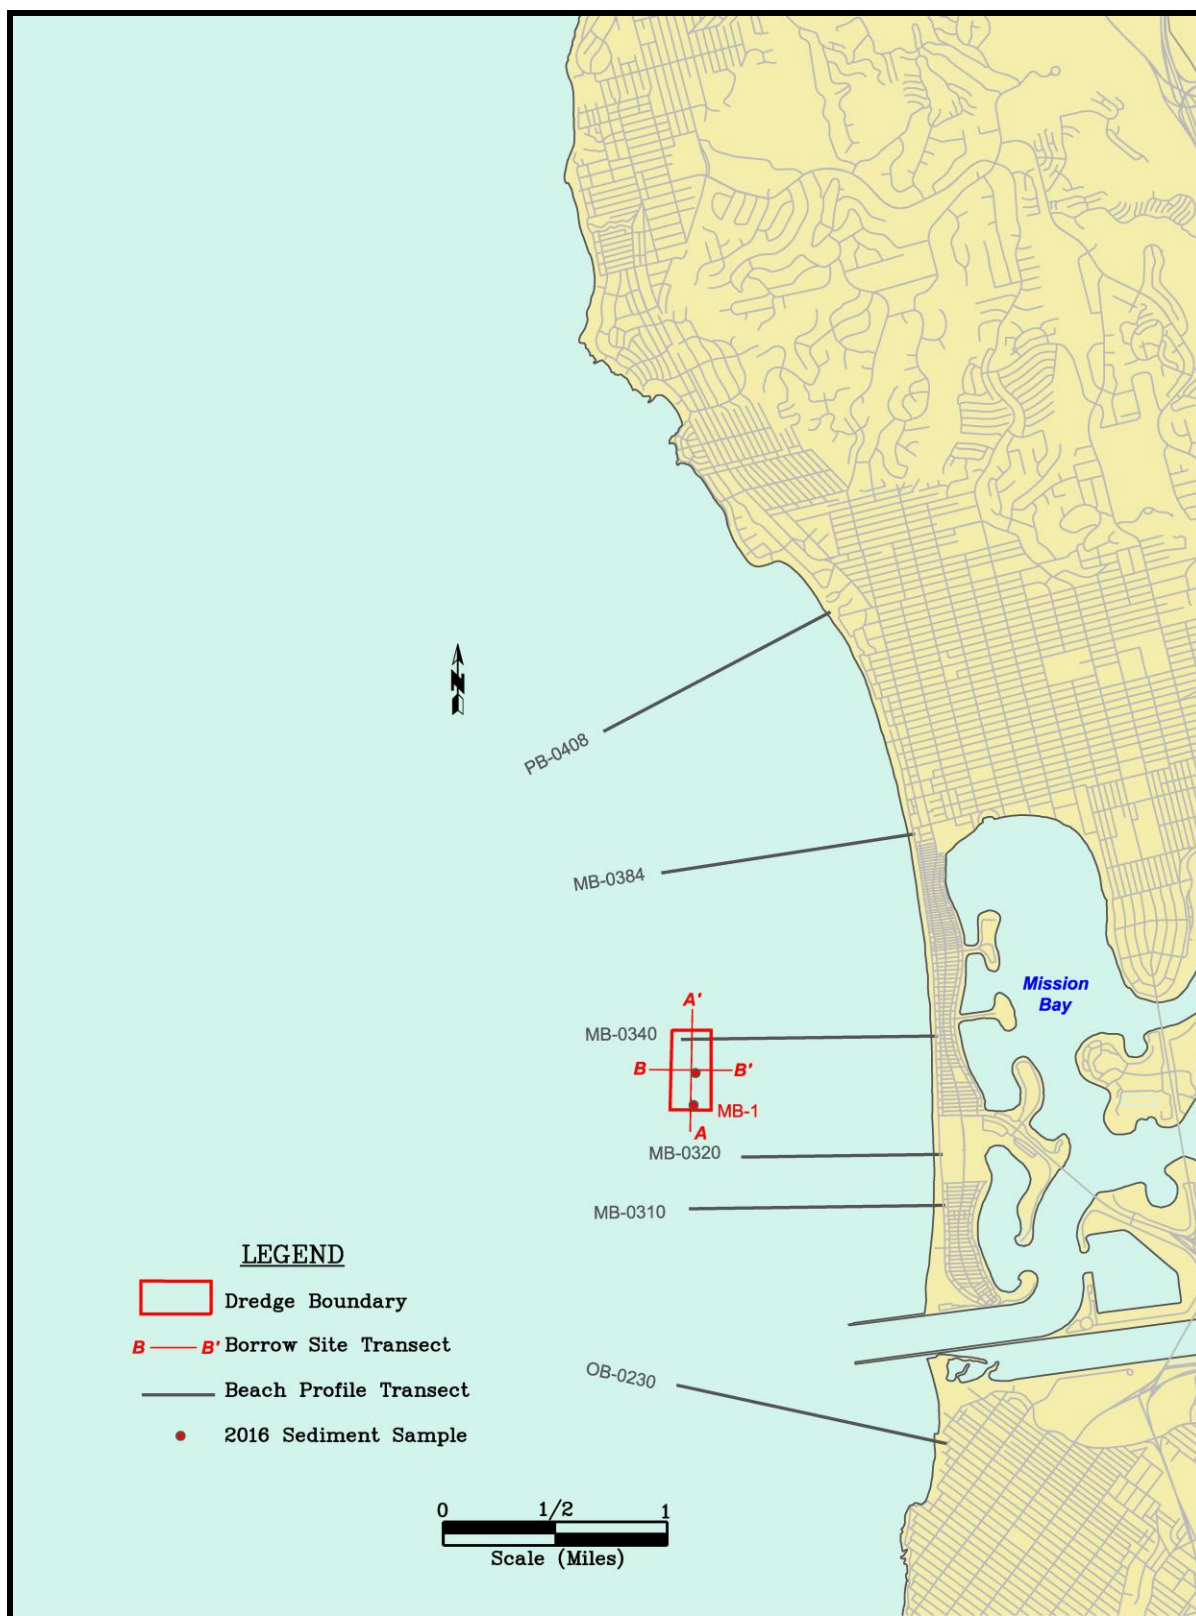 N
PB-0408
MB-0384
Mission
Bay
A'
MB-0340
B
B'
MB-1
A
MB-0320
MB-0310
LEGEND
Dredge Boundary
B B' Borrow Site Transect
Beach Profile Transect
2016 Sediment Sample
OB-0230
0 1/2 1
Scale (Miles)